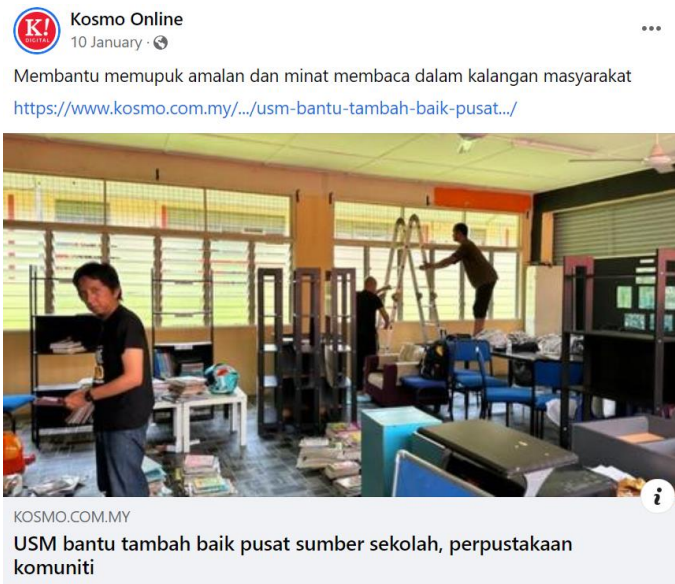 K!
DIGITAL
Kosmo Online
10 January
Membantu memupuk amalan dan minat membaca dalam kalangan masyarakat
https://www.kosmo.com.my/.../usm-bantu-tambah-baik-pusat.../
i
KOSMO.COM.MY
USM bantu tambah baik pusat sumber sekolah, perpustakaan
komuniti